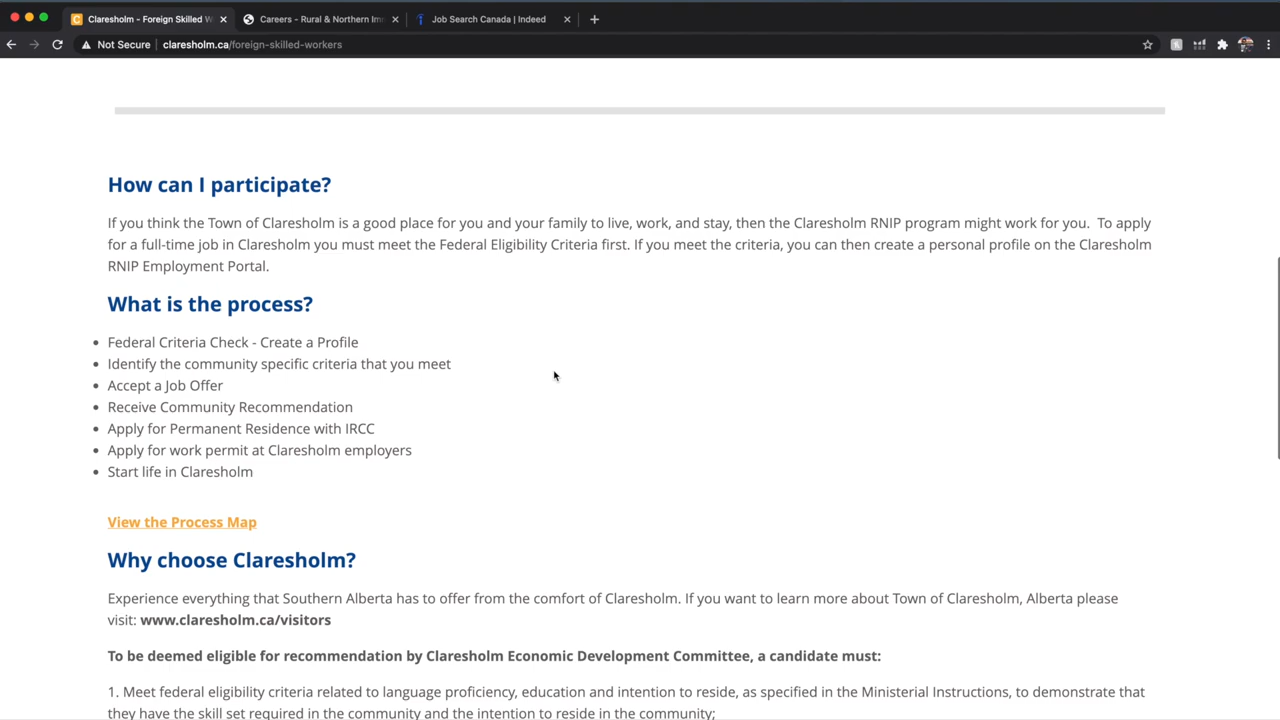 Claresholm - Foreign Skilled W
Careers - Rural & Northern Im
Job Search Canada | Indeed
Not Secure
claresholm.ca/foreign-skilled-workers
How can I participate?
If you think the Town of Claresholm is a good place for you and your family to live, work, and stay, then the Claresholm RNIP program might work for you. To apply
for a full-time job in Claresholm you must meet the Federal Eligibility Criteria first. If you meet the criteria, you can then create a personal profile on the Claresholm
RNIP Employment Portal.
What is the process?
Federal Criteria Check - Create a Profile
Identify the community specific criteria that you meet
Accept a Job Offer
Receive Community Recommendation
Apply for Permanent Residence with IRCC
Apply for work permit at Claresholm employers
Start life in Claresholm
View the Process Map
Why choose Claresholm?
Experience everything that Southern Alberta has to offer from the comfort of Claresholm. If you want to learn more about Town of Claresholm, Alberta please
visit: www.claresholm.ca/visitors
To be deemed eligible for recommendation by Claresholm Economic Development Committee, a candidate must:
1. Meet federal eligibility criteria related to language proficiency, education and intention to reside, as specified in the Ministerial Instructions, to demonstrate that
they have the skill set required in the community and the intention to reside in the community;